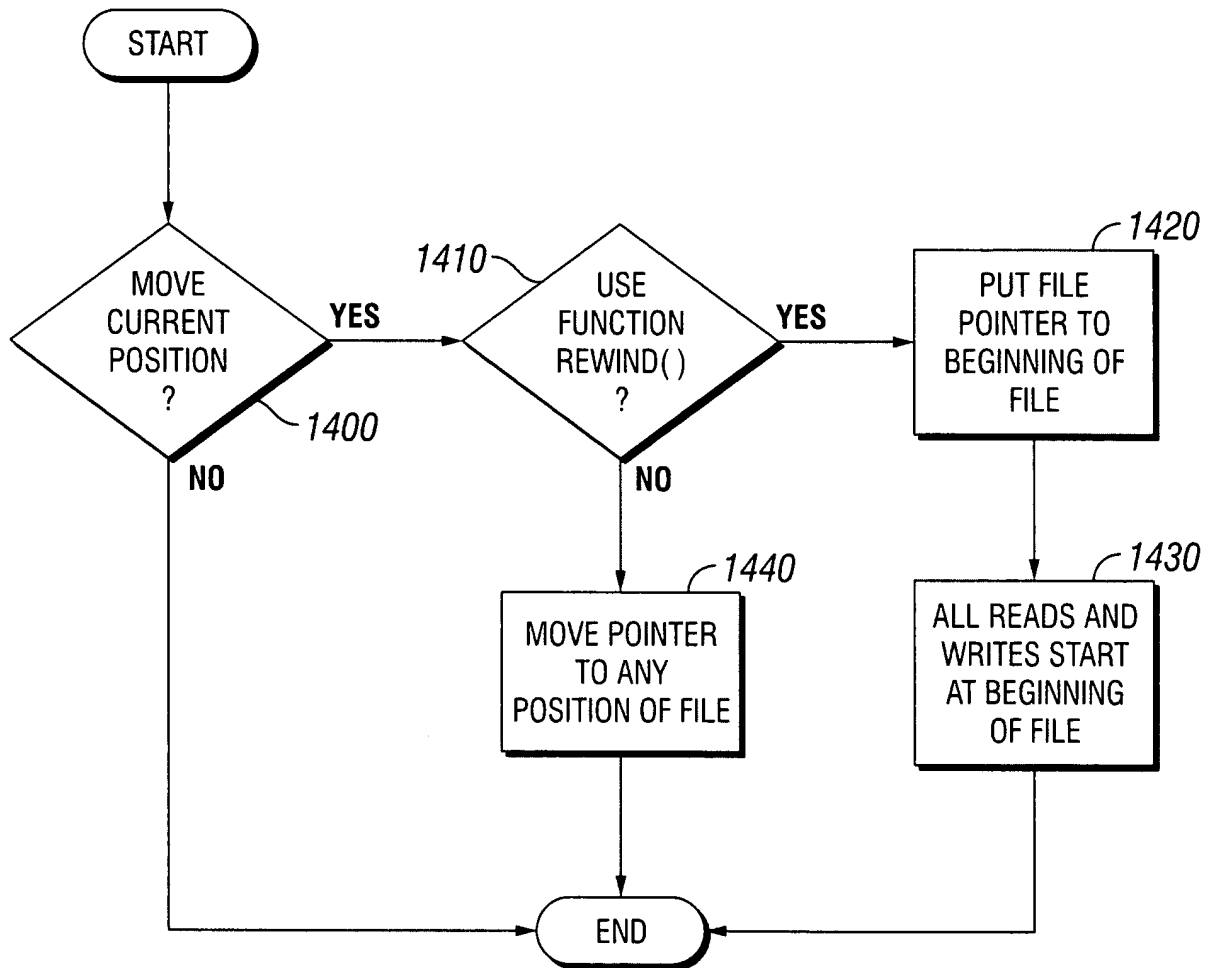 START
MOVE
CURRENT
POSITION
?
1400
YES
NO
1410
USE
FUNCTION
REWIND( )
?
YES
NO
1420
PUT FILE
POINTER TO
BEGINNING OF
FILE
1430
ALL READS AND
WRITES START
AT BEGINNING
OF FILE
1440
MOVE POINTER
TO ANY
POSITION OF FILE
END